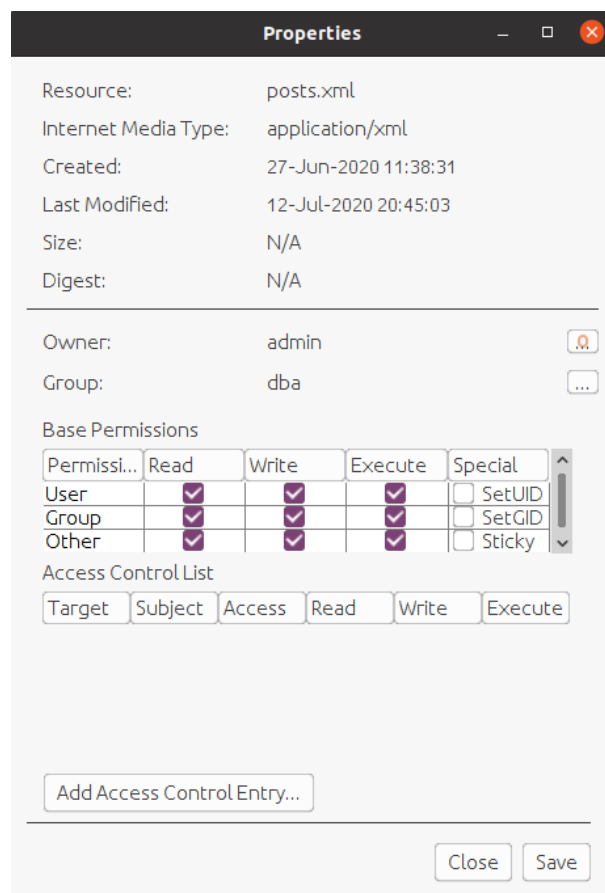 Properties
Resource: posts.xml
Internet Media Type: application/xml
Created: 27-Jun-2020 11:38:31
Last Modified: 12-Jul-2020 20:45:03
Size: N/A
Digest: N/A
Owner: admin
Group: dba
...
Base Permissions
Permissi... Read Write Execute Special
User SetUID
Group SetGID
Other Sticky
Access Control List
Target Subject Access Read Write Execute
Add Access Control Entry...
Close Save